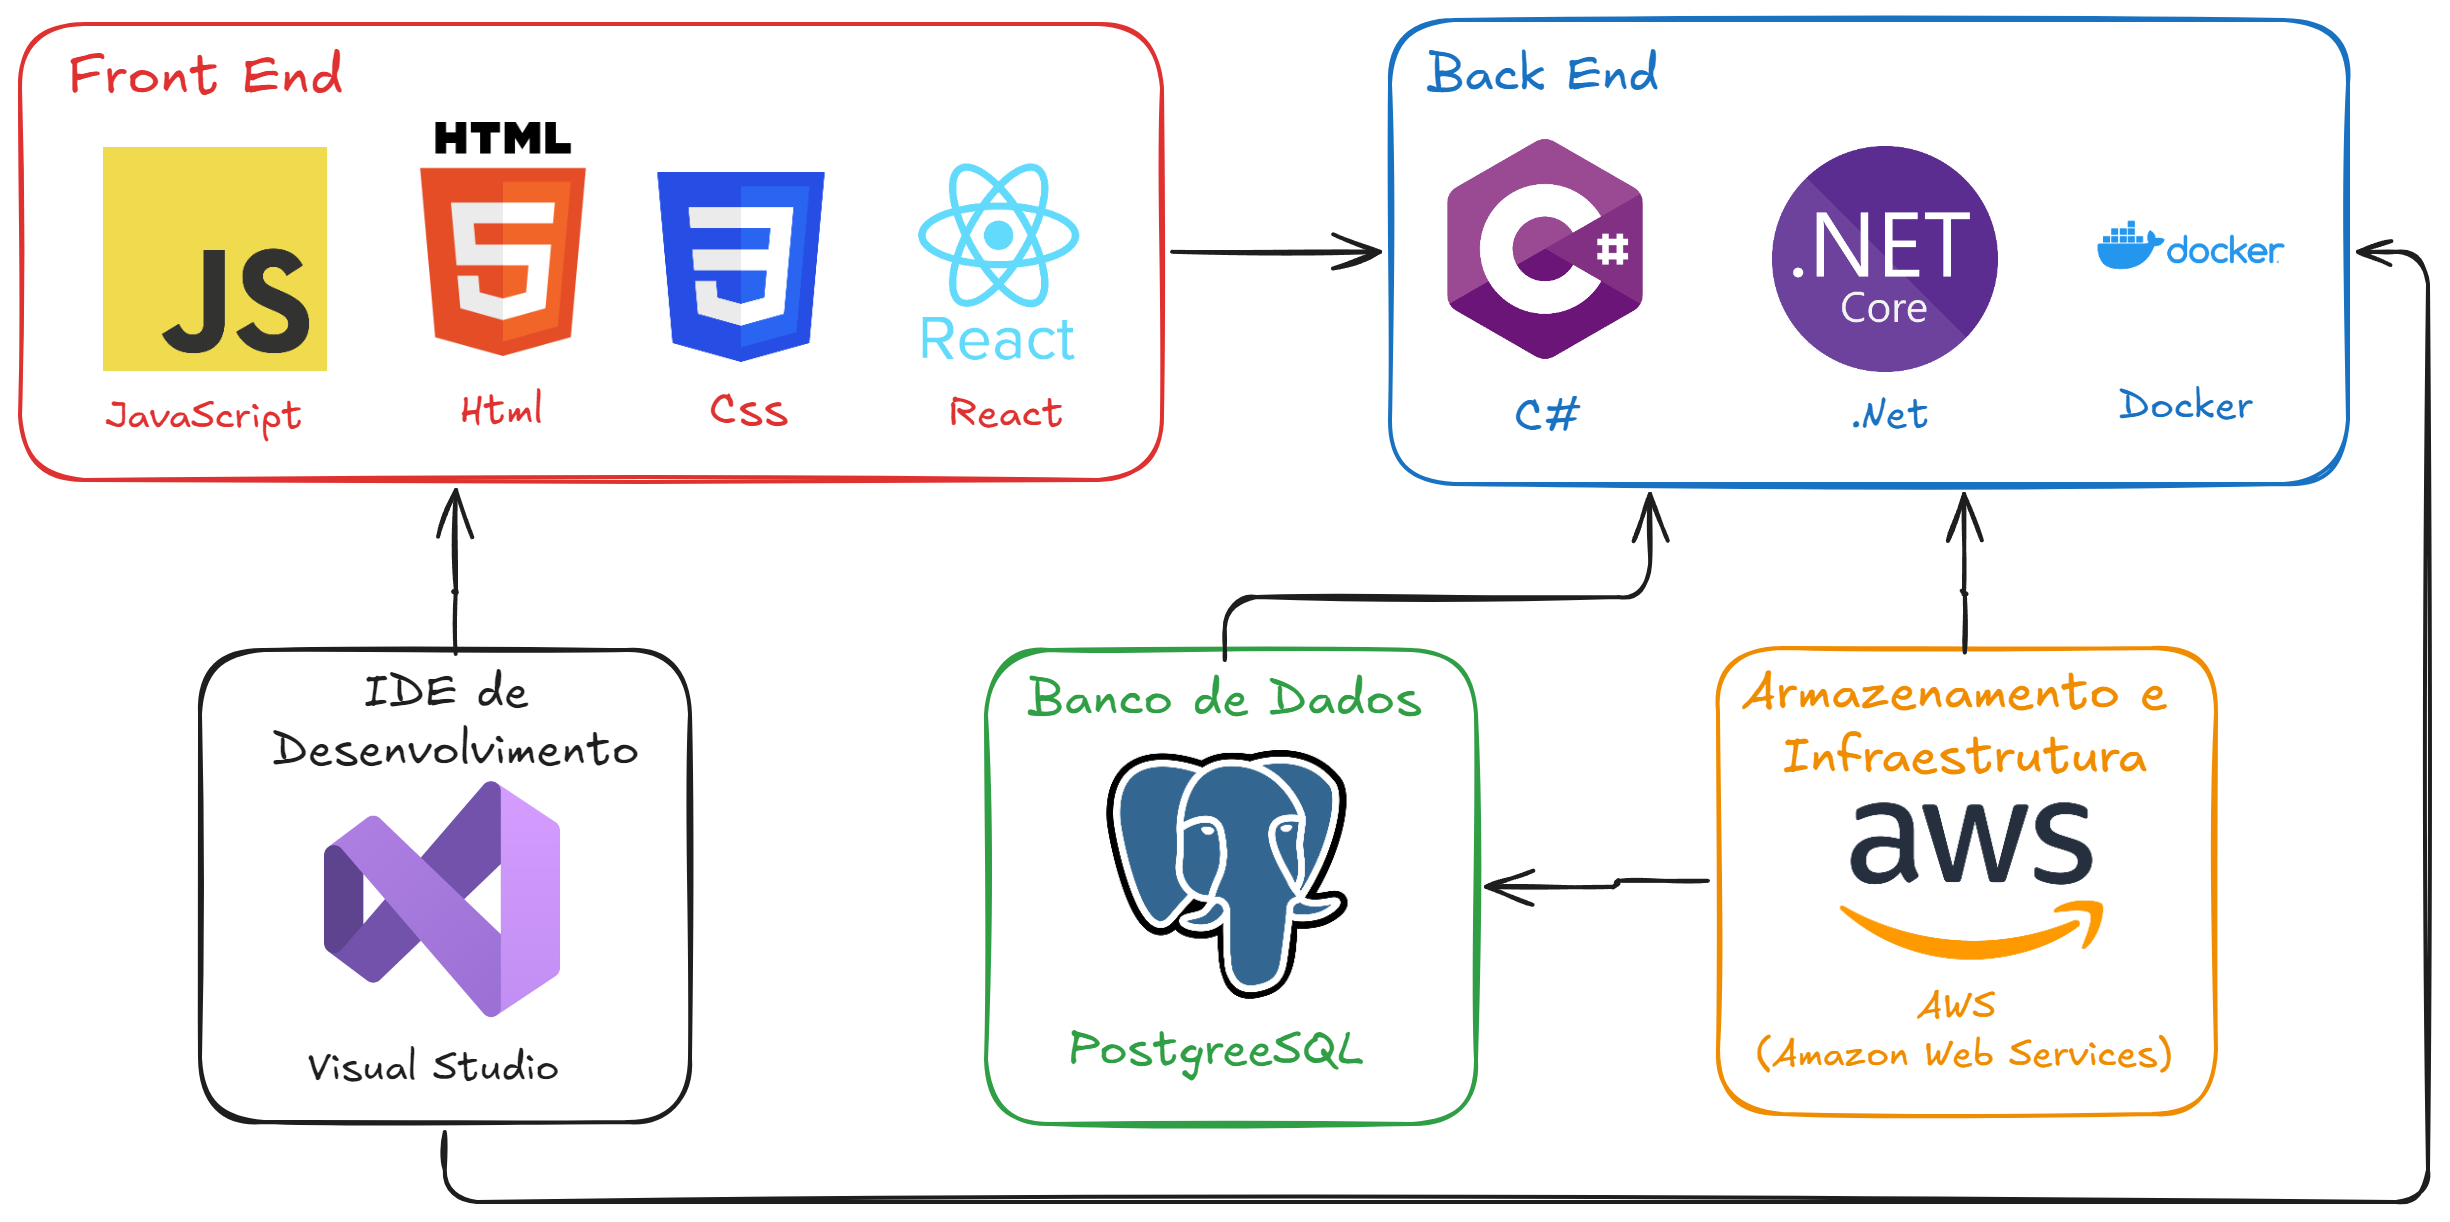 Front End
HTML
JS
React
JavaScript
Html
Css
React
Back End
C#
.NET
Core
docker
C#
.Net
Docker
IDE de
Desenvolvimento
Visual Studio
Banco de Dados
PostgreeSQL
Armazenamento e
Infraestrutura
aws
AWS
(Amazon Web Services)